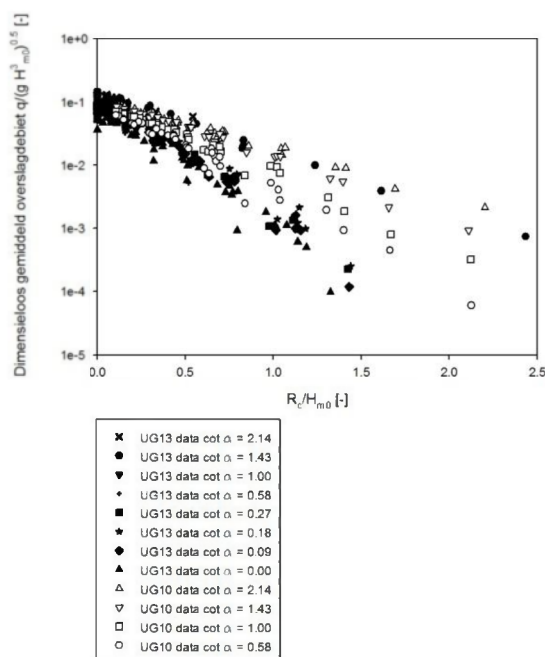 Dimensieloos gemiddeld overslagdebiet q/(g H³m0)^0.5 [-]
1e+0
1e-1
1e-2
1e-3
1e-4
1e-5
0.0 0.5 1.0 1.5 2.0 2.5
Rc/Hm0 [-]
UG13 data cot α = 2.14
UG13 data cot α = 1.43
UG13 data cot α = 1.00
UG13 data cot α = 0.58
UG13 data cot α = 0.27
UG13 data cot α = 0.18
UG13 data cot α = 0.09
UG13 data cot α = 0.00
UG10 data cot α = 2.14
UG10 data cot α = 1.43
UG10 data cot α = 1.00
UG10 data cot α = 0.58